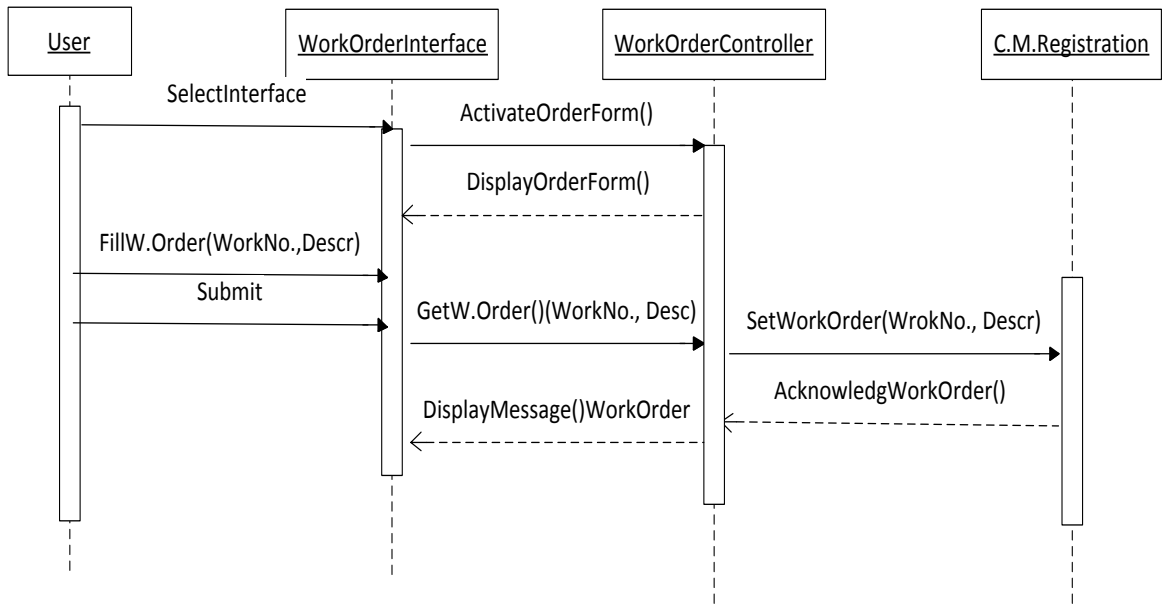 User
WorkOrderInterface
WorkOrderController
C.M.Registration
SelectInterface
ActivateOrderForm()
DisplayOrderForm()
FillW.Order(WorkNo.,Descr)
Submit
GetW.Order()(WorkNo., Desc)
SetWorkOrder(WrokNo., Descr)
AcknowledgWorkOrder()
DisplayMessage()WorkOrder